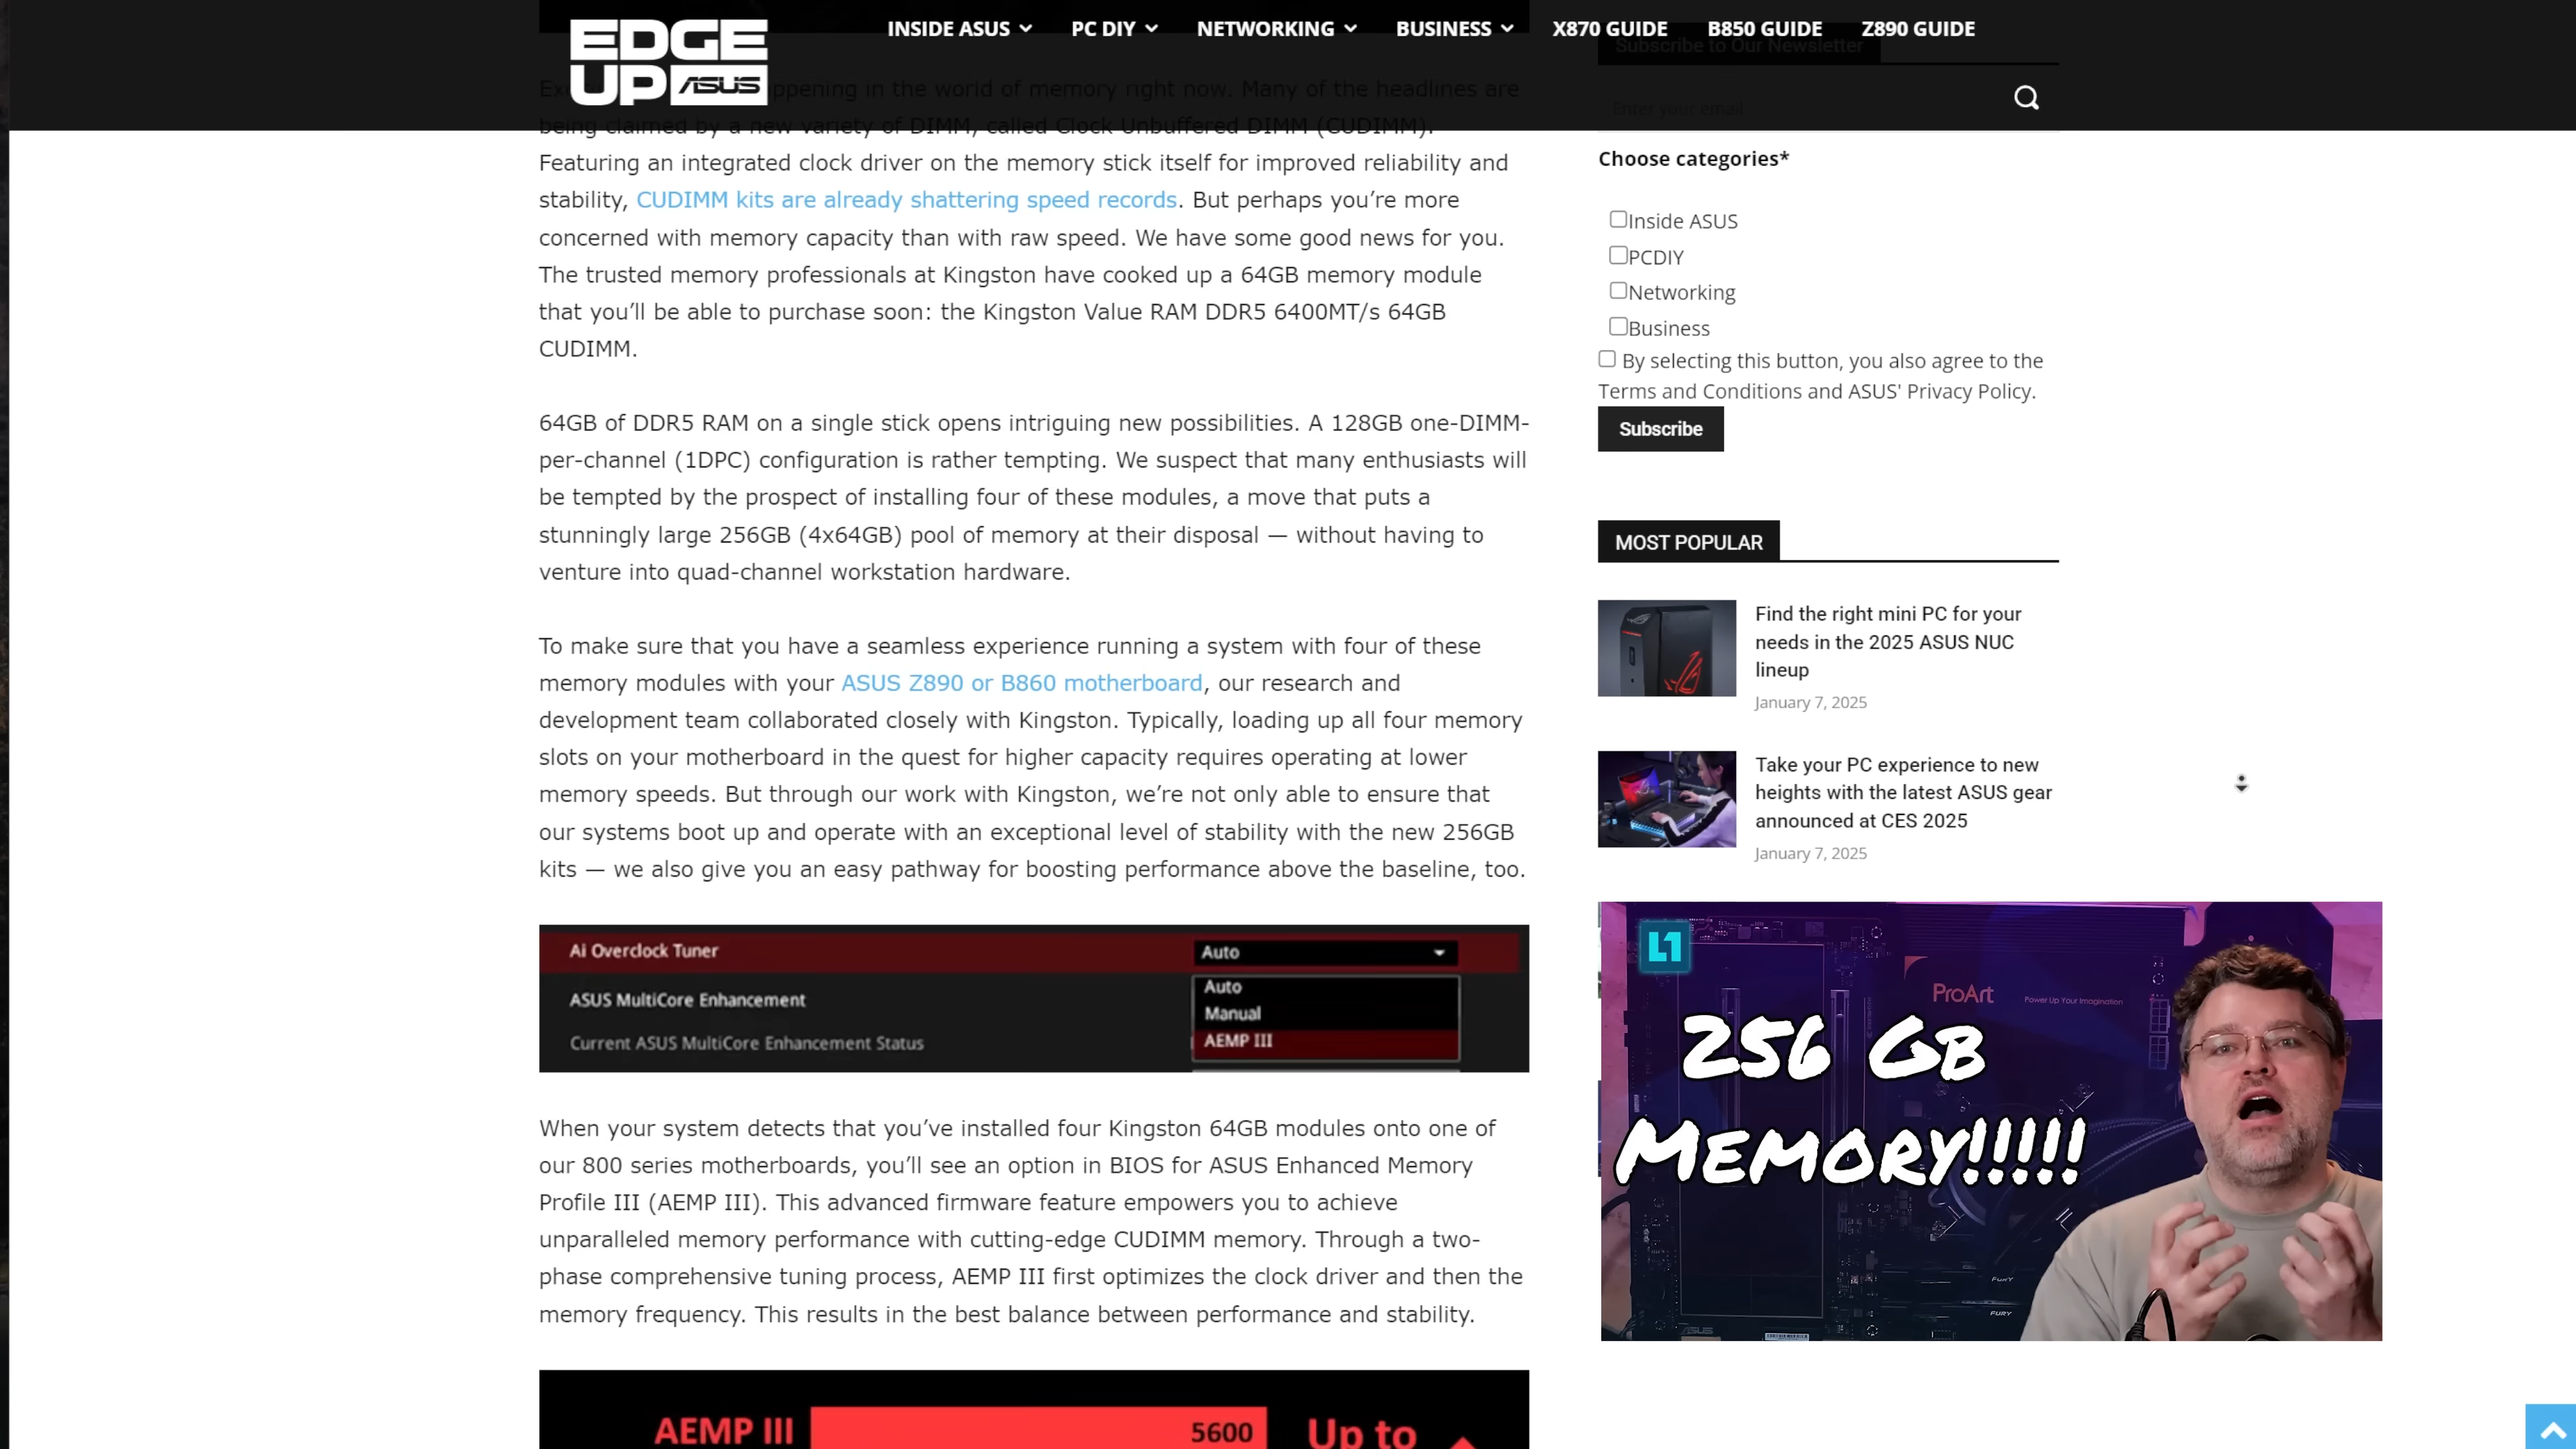 EDGE
UP ASUS
INSIDE ASUS
PC DIY
NETWORKING
BUSINESS
X870 GUIDE
B850 GUIDE
Z890 GUIDE
ppening in the world of memory right now. Many of the headlines are
being claimed by a new variety of DIMM, called Clock Unbuffered DIMM (CUDIMM).
Featuring an integrated clock driver on the memory stick itself for improved reliability and
stability, CUDIMM kits are already shattering speed records. But perhaps you’re more
concerned with memory capacity than with raw speed. We have some good news for you.
The trusted memory professionals at Kingston have cooked up a 64GB memory module
that you’ll be able to purchase soon: the Kingston Value RAM DDR5 6400MT/s 64GB
CUDIMM.
64GB of DDR5 RAM on a single stick opens intriguing new possibilities. A 128GB one-DIMM-
per-channel (1DPC) configuration is rather tempting. We suspect that many enthusiasts will
be tempted by the prospect of installing four of these modules, a move that puts a
stunningly large 256GB (4x64GB) pool of memory at their disposal — without having to
venture into quad-channel workstation hardware.
To make sure that you have a seamless experience running a system with four of these
memory modules with your ASUS Z890 or B860 motherboard, our research and
development team collaborated closely with Kingston. Typically, loading up all four memory
slots on your motherboard in the quest for higher capacity requires operating at lower
memory speeds. But through our work with Kingston, we’re not only able to ensure that
our systems boot up and operate with an exceptional level of stability with the new 256GB
kits — we also give you an easy pathway for boosting performance above the baseline, too.
Ai Overclock Tuner
Auto
ASUS MultiCore Enhancement
Current ASUS MultiCore Enhancement Status
Auto
Manual
AEMP III
When your system detects that you’ve installed four Kingston 64GB modules onto one of
our 800 series motherboards, you’ll see an option in BIOS for ASUS Enhanced Memory
Profile III (AEMP III). This advanced firmware feature empowers you to achieve
unparalleled memory performance with cutting-edge CUDIMM memory. Through a two-
phase comprehensive tuning process, AEMP III first optimizes the clock driver and then the
memory frequency. This results in the best balance between performance and stability.
AEMP III
5600
Up to
Subscribe to Our Newsletter
Enter your email
Choose categories*
Inside ASUS
PCDIY
Networking
Business
By selecting this button, you also agree to the
Terms and Conditions and ASUS' Privacy Policy.
Subscribe
MOST POPULAR
Find the right mini PC for your
needs in the 2025 ASUS NUC
lineup
January 7, 2025
Take your PC experience to new
heights with the latest ASUS gear
announced at CES 2025
January 7, 2025
L1
ProArt
Power Up Your Imagination
256 GB
MEMORY!!!!!
FURY
FURY
ASUS